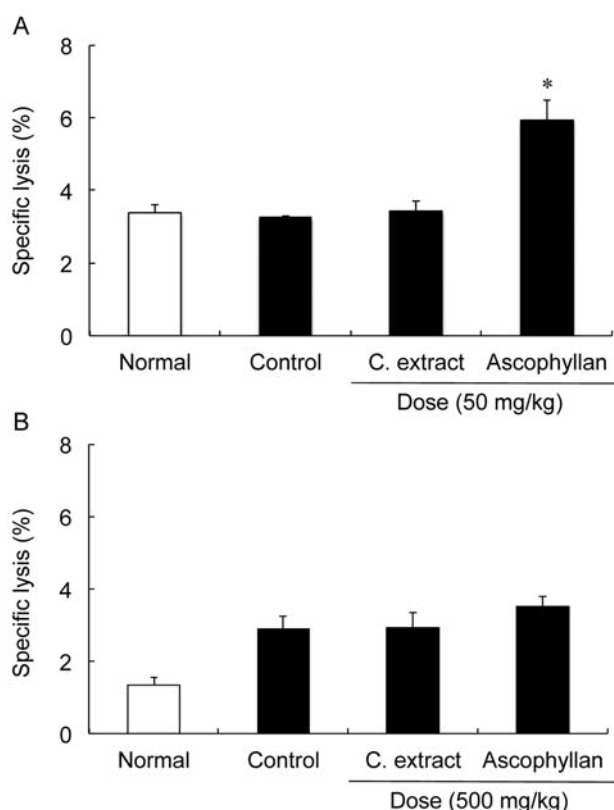 A
8
6
4
2
0
Specific lysis (%)
*
Normal
Control
C. extract
Ascophyllan
Dose (50 mg/kg)
B
8
6
4
2
0
Specific lysis (%)
Normal
Control
C. extract
Ascophyllan
Dose (500 mg/kg)